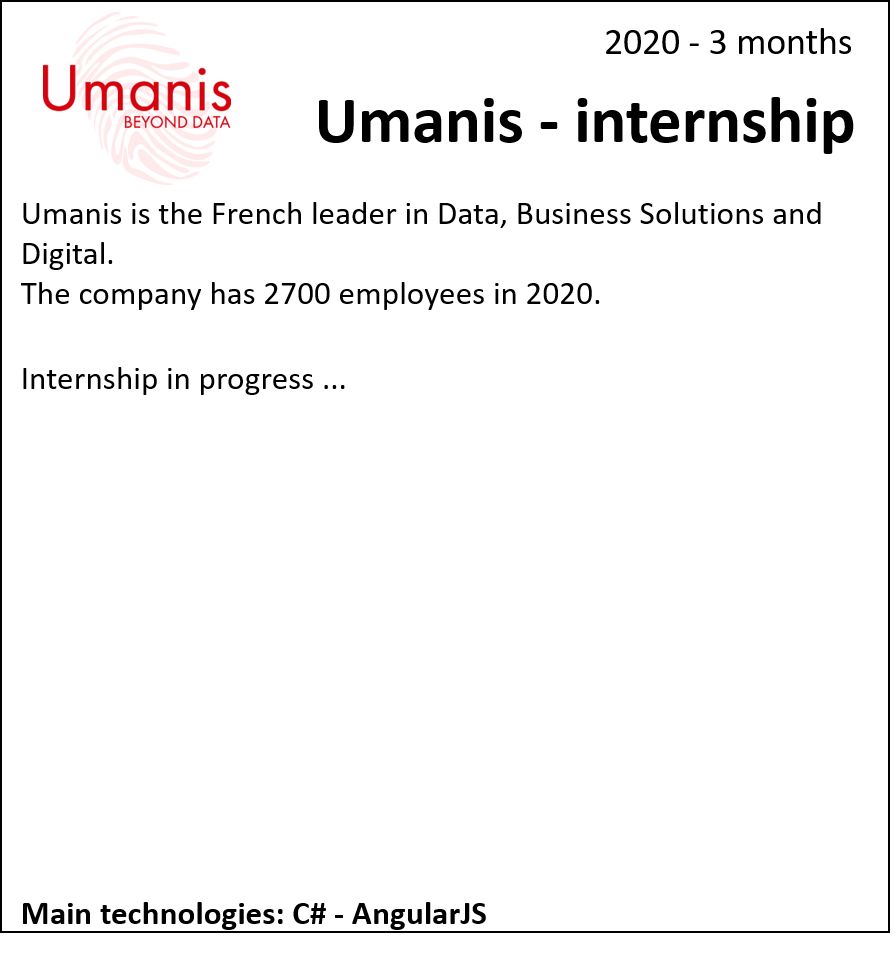 2020 - 3 months
Umanis
BEYOND DATA
Umanis - internship
Umanis is the French leader in Data, Business Solutions and
Digital.
The company has 2700 employees in 2020.
Internship in progress ...
Main technologies: C# - AngularJS